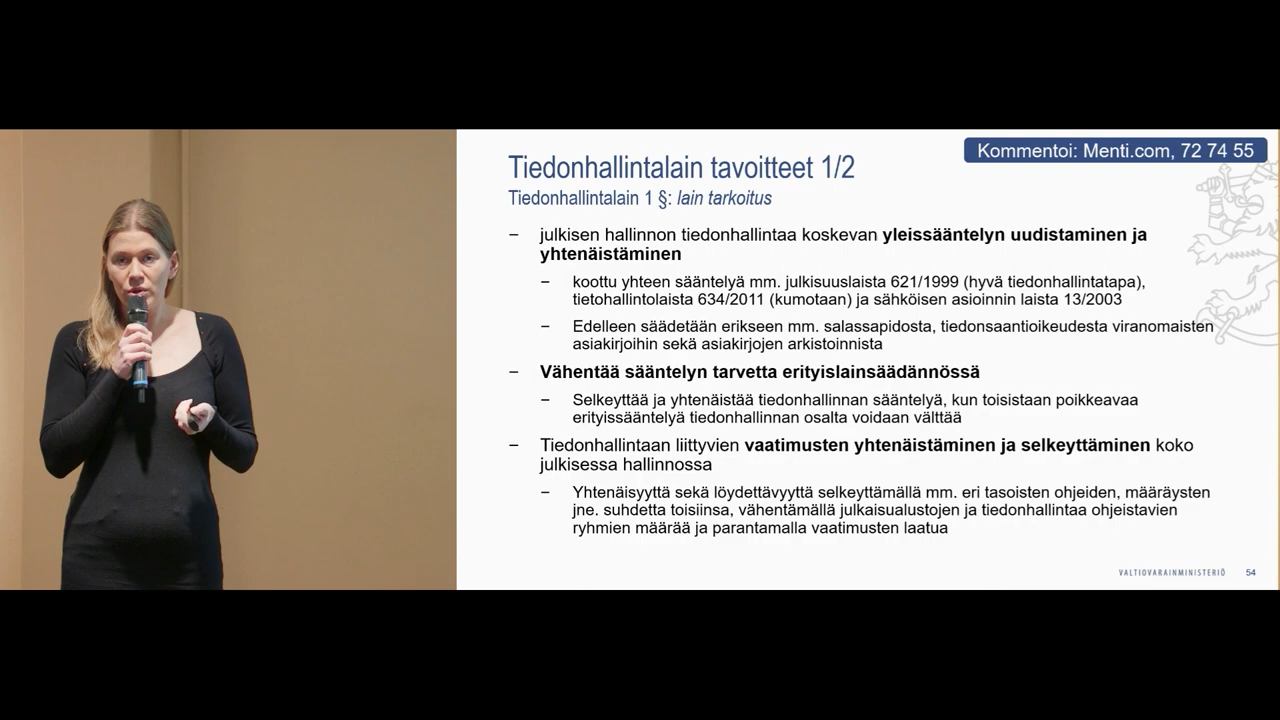 Kommentoi: Menti.com, 72 74 55
Tiedonhallintalain tavoitteet 1/2
Tiedonhallintalain 1 §: lain tarkoitus
– julkisen hallinnon tiedonhallintaa koskevan yleissääntelyn uudistaminen ja
yhtenäistäminen
– koottu yhteen sääntelyä mm. julkisuuslaista 621/1999 (hyvä tiedonhallintatapa),
tietohallintolaista 634/2011 (kumotaan) ja sähköisen asioinnin laista 13/2003
– Edelleen säädetään erikseen mm. salassapidosta, tiedonsaantioikeudesta viranomaisten
asiakirjoihin sekä asiakirjojen arkistoinnista
– Vähentää sääntelyn tarvetta erityislainsäädännössä
– Selkeyttää ja yhtenäistää tiedonhallinnan sääntelyä, kun toisistaan poikkeavaa
erityissääntelyä tiedonhallinnan osalta voidaan välttää
– Tiedonhallintaan liittyvien vaatimusten yhtenäistäminen ja selkeyttäminen koko
julkisessa hallinnossa
– Yhtenäisyyttä sekä löydettävyyttä selkeyttämällä mm. eri tasoisten ohjeiden, määräysten
jne. suhdetta toisiinsa, vähentämällä julkaisualustojen ja tiedonhallintaa ohjeistavien
ryhmien määrää ja parantamalla vaatimusten laatua
VALTIOVARAINMINISTERIÖ 54